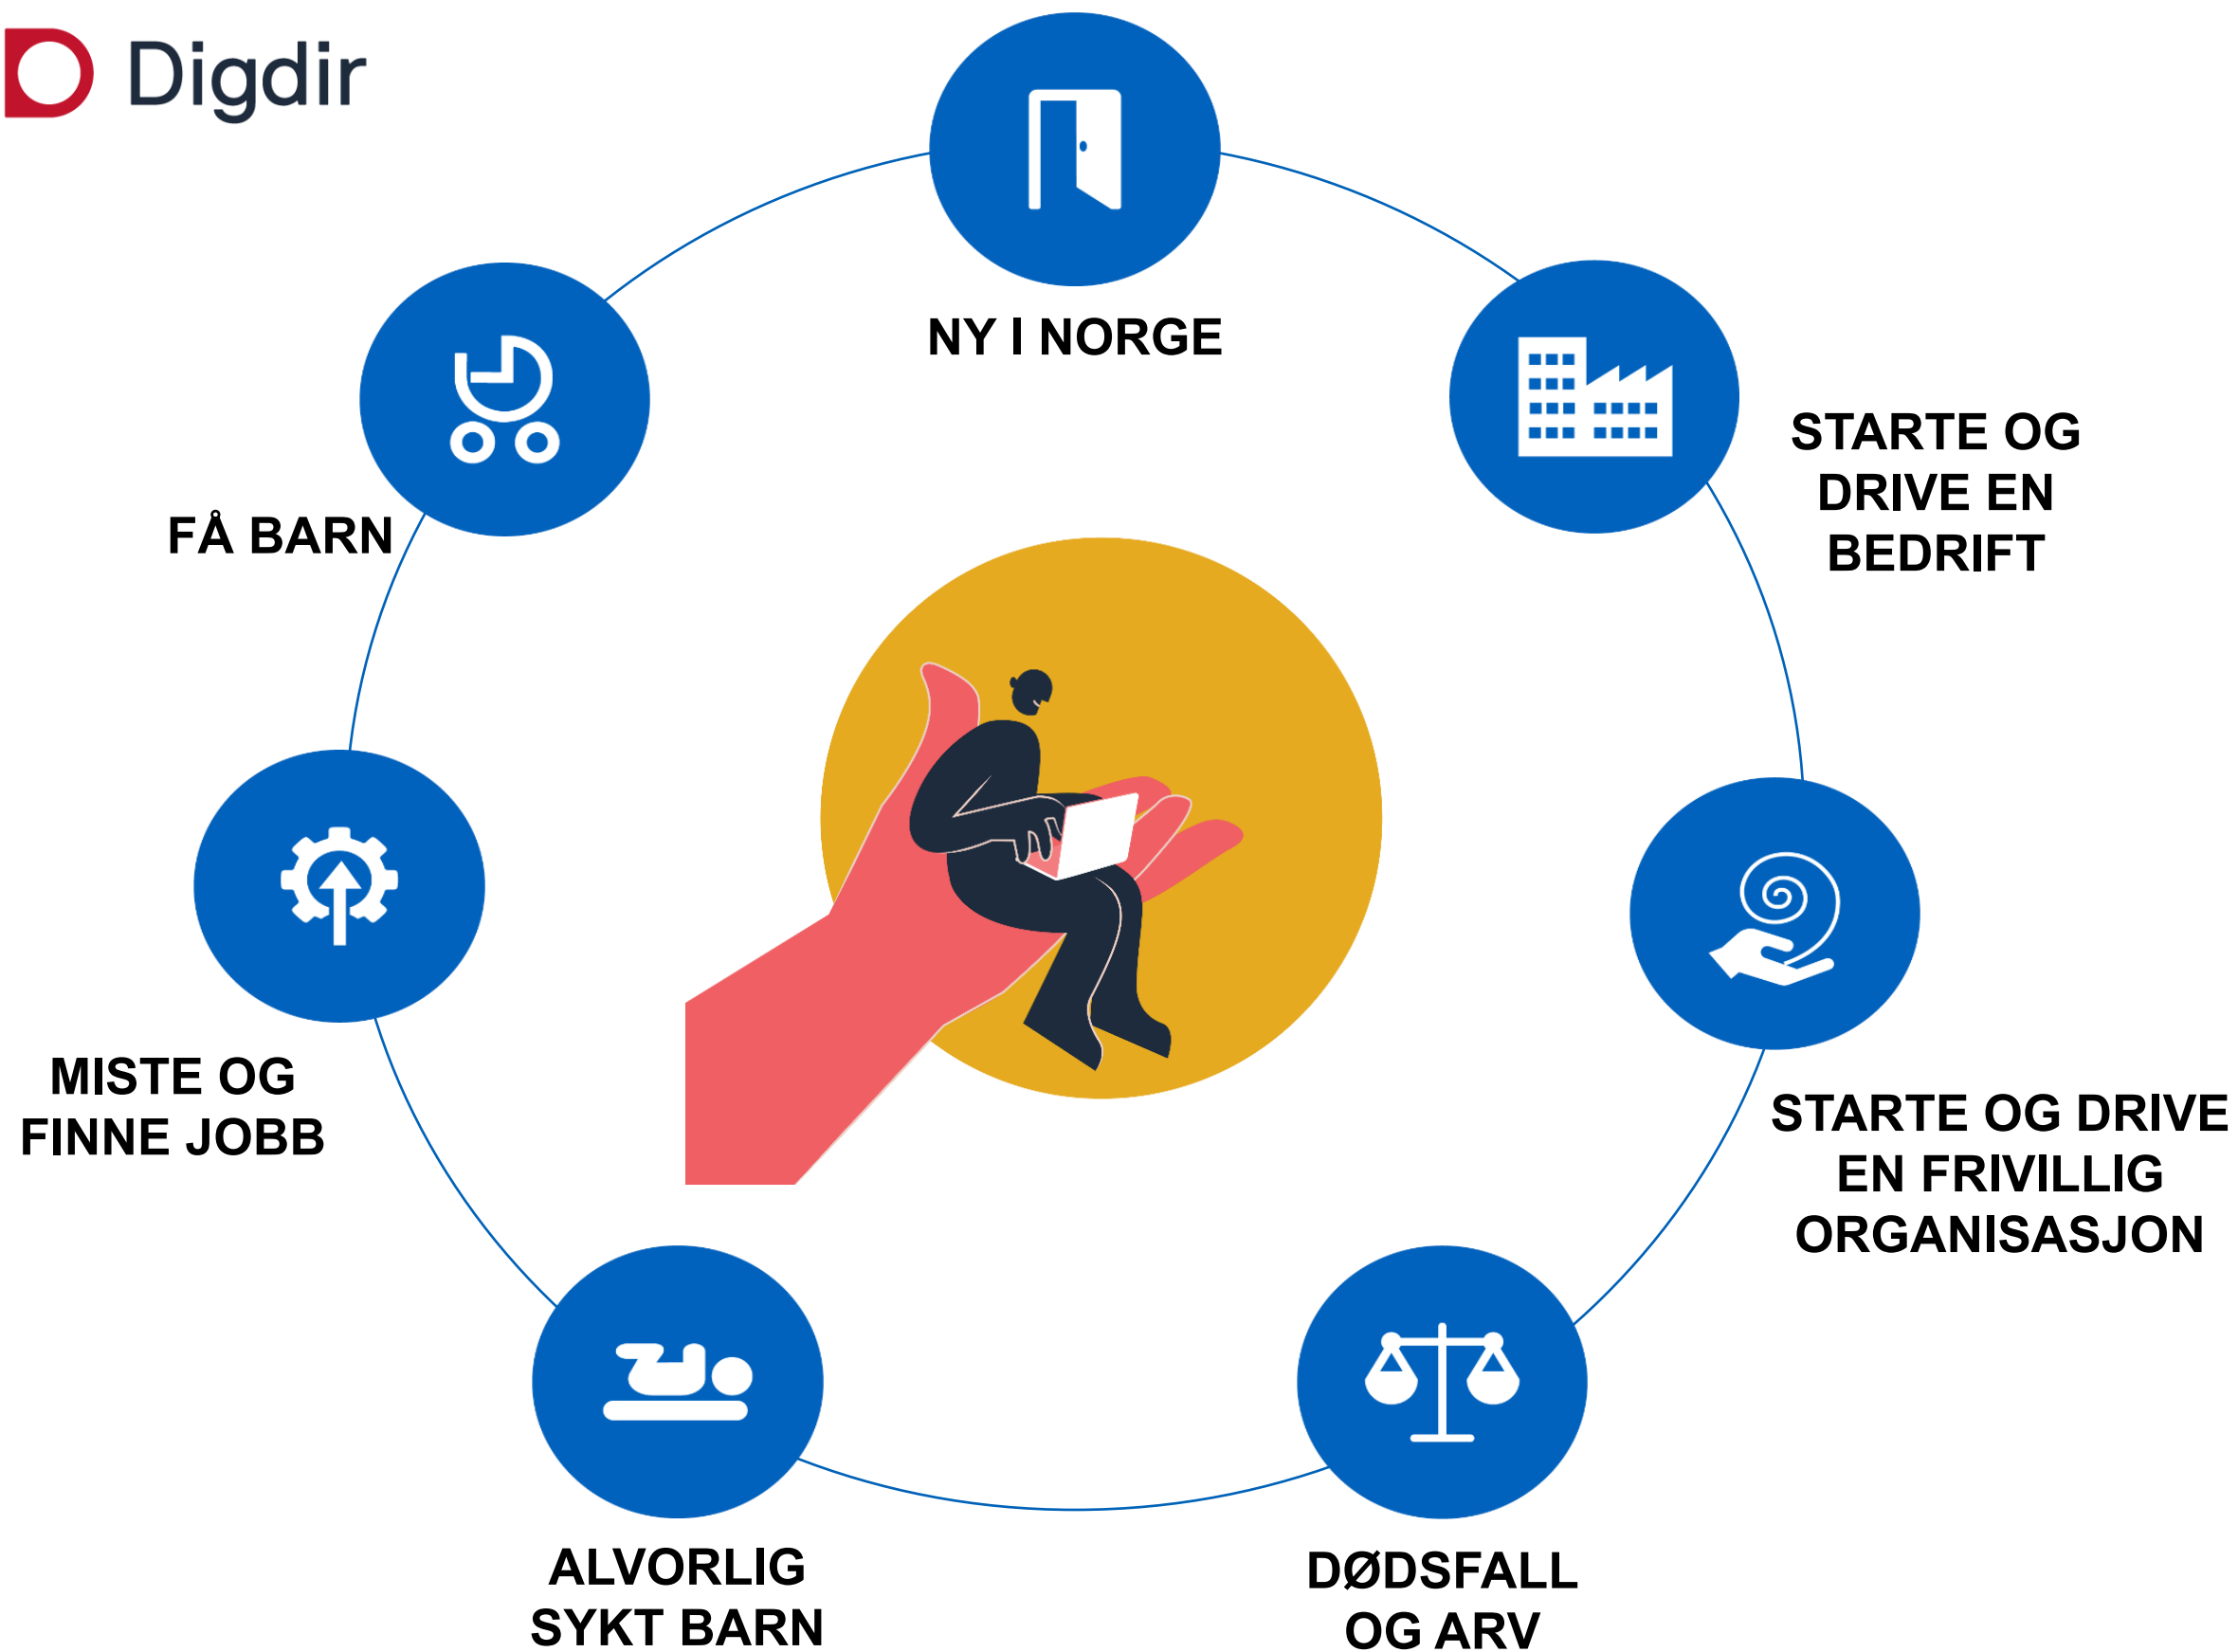 Digdir
NY I NORGE
STARTE OG
DRIVE EN
BEDRIFT
FÅ BARN
MISTE OG
FINNE JOBB
STARTE OG DRIVE
EN FRIVILLIG
ORGANISASJON
ALVORLIG
SYKT BARN
DØDSFALL
OG ARV